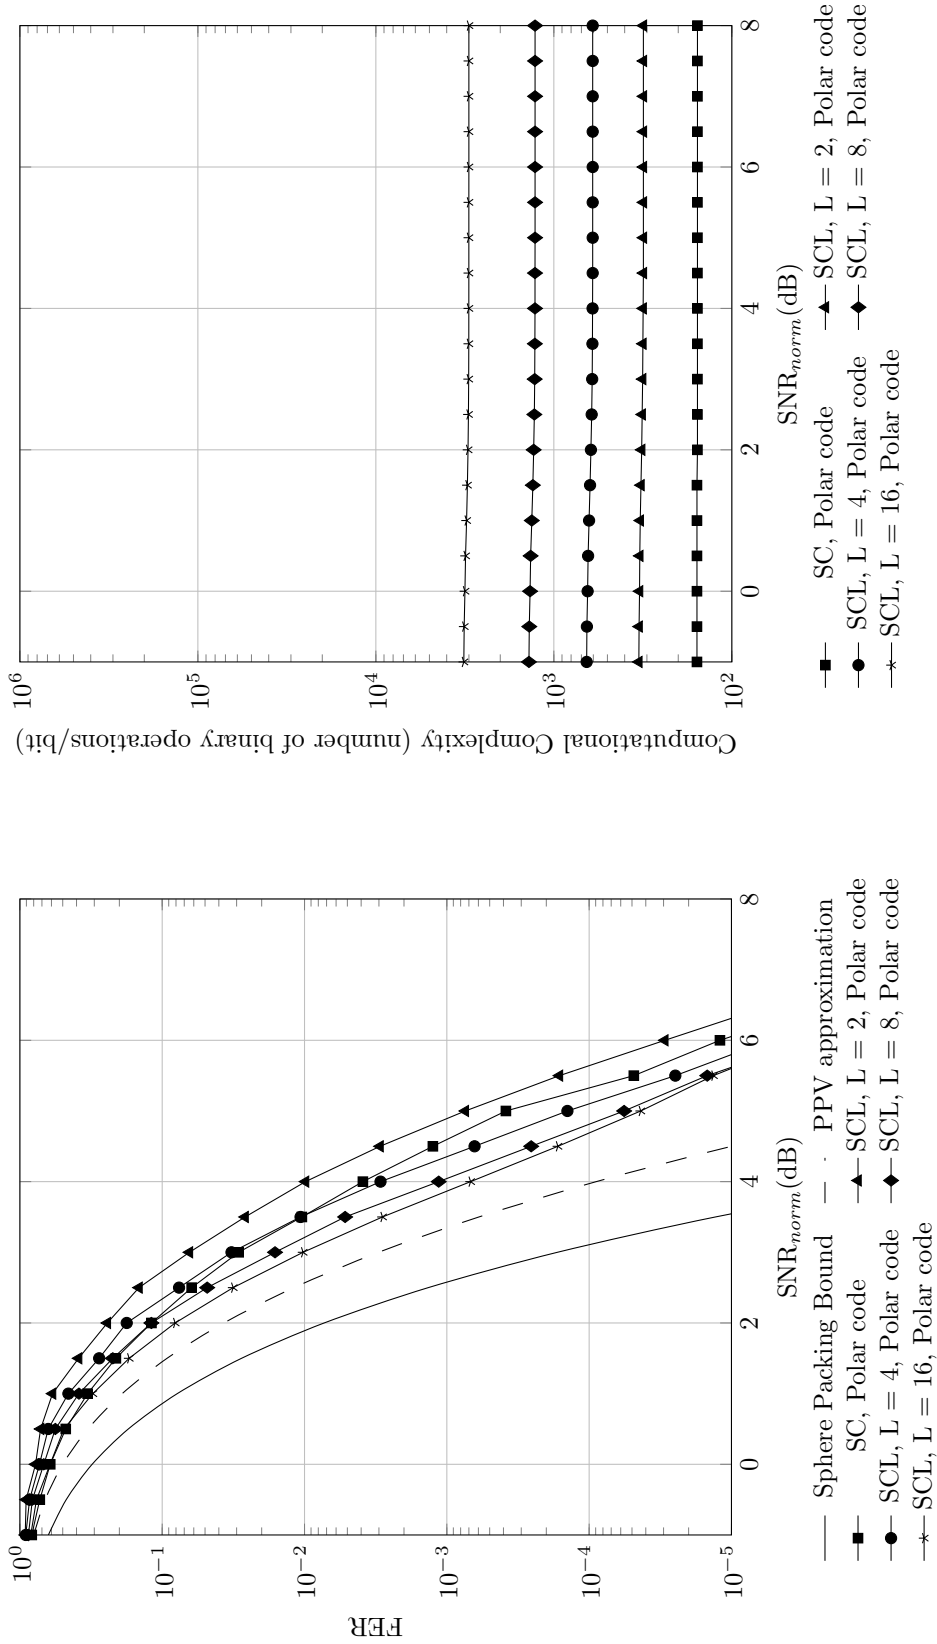 10^0
10^−1
10^−2
10^−3
10^−4
10^−5
FER
0
2
4
6
8
SNR_norm(dB)
Sphere Packing Bound
PPV approximation
SC, Polar code
SCL, L = 2, Polar code
SCL, L = 4, Polar code
SCL, L = 8, Polar code
SCL, L = 16, Polar code
10^6
10^5
10^4
10^3
10^2
Computational Complexity (number of binary operations/bit)
0
2
4
6
8
SNR_norm(dB)
SC, Polar code
SCL, L = 2, Polar code
SCL, L = 4, Polar code
SCL, L = 8, Polar code
SCL, L = 16, Polar code